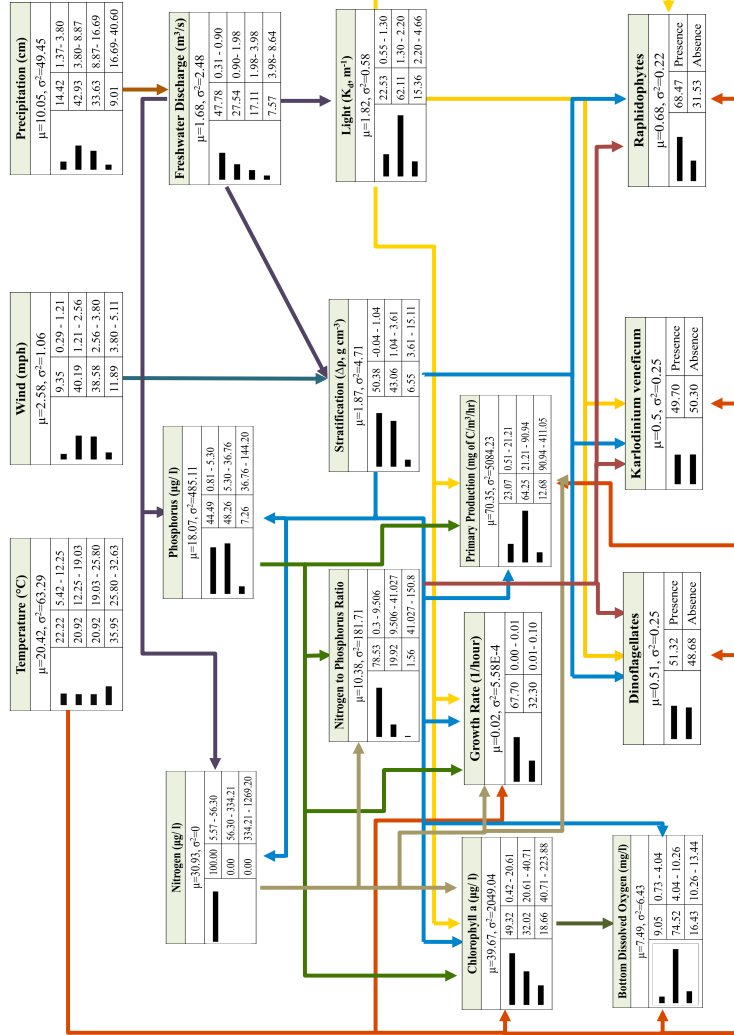 Temperature (°C)
μ=20.42, σ²=63.29
22.22 5.42 - 12.25
20.92 12.25 - 19.03
20.92 19.03 - 25.80
35.95 25.80 - 32.63
Wind (mph)
μ=2.58, σ²=1.06
9.35 0.29 - 1.21
40.19 1.21 - 2.56
38.58 2.56 - 3.80
11.89 3.80 - 5.11
Precipitation (cm)
μ=10.05, σ²=49.45
14.42 1.37- 3.80
42.93 3.80- 8.87
33.63 8.87- 16.69
9.01 16.69- 40.60
Nitrogen (μg/ l)
μ=30.93, σ²=0
100.00 5.57 - 56.30
0.00 56.30 - 334.21
0.00 334.21 - 1269.20
Phosphorus (μg/ l)
μ=18.07, σ²=485.11
44.49 0.81 - 5.30
48.26 5.30 - 36.76
7.26 36.76 - 144.20
Freshwater Discharge (m³/s)
μ=1.68, σ²=2.48
47.78 0.31 - 0.90
27.54 0.90- 1.98
17.11 1.98- 3.98
7.57 3.98- 8.64
Nitrogen to Phosphorus Ratio
μ=10.38, σ²=181.71
78.53 0.3 - 9.506
19.92 9.506 - 41.027
1.56 41.027 - 150.8
Stratification (Δρ, g cm⁻³)
μ=1.87, σ²=4.71
50.38 -0.04 - 1.04
43.06 1.04 - 3.61
6.55 3.61 - 15.11
Light (K_d, m⁻¹)
μ=1.82, σ²=0.58
22.53 0.55 - 1.30
62.11 1.30 - 2.20
15.36 2.20 - 4.66
Chlorophyll a (μg/ l)
μ=39.67, σ²=2049.04
49.32 0.42 - 20.61
32.02 20.61 - 40.71
18.66 40.71 - 223.88
Growth Rate (1/hour)
μ=0.02, σ²=5.58E-4
67.70 0.00 - 0.01
32.30 0.01- 0.10
Primary Production (mg of C/m³/hr)
μ=70.35, σ²=5084.23
23.07 0.51 - 21.21
64.25 21.21 - 90.94
12.68 90.94 - 411.05
Bottom Dissolved Oxygen (mg/l)
μ=7.49, σ²=6.43
9.05 0.73 - 4.04
74.52 4.04 - 10.26
16.43 10.26 - 13.44
Dinoflagellates
μ=0.51, σ²=0.25
51.32 Presence
48.68 Absence
Karlodinium veneficum
μ=0.5, σ²=0.25
49.70 Presence
50.30 Absence
Raphidophytes
μ=0.68, σ²=0.22
68.47 Presence
31.53 Absence